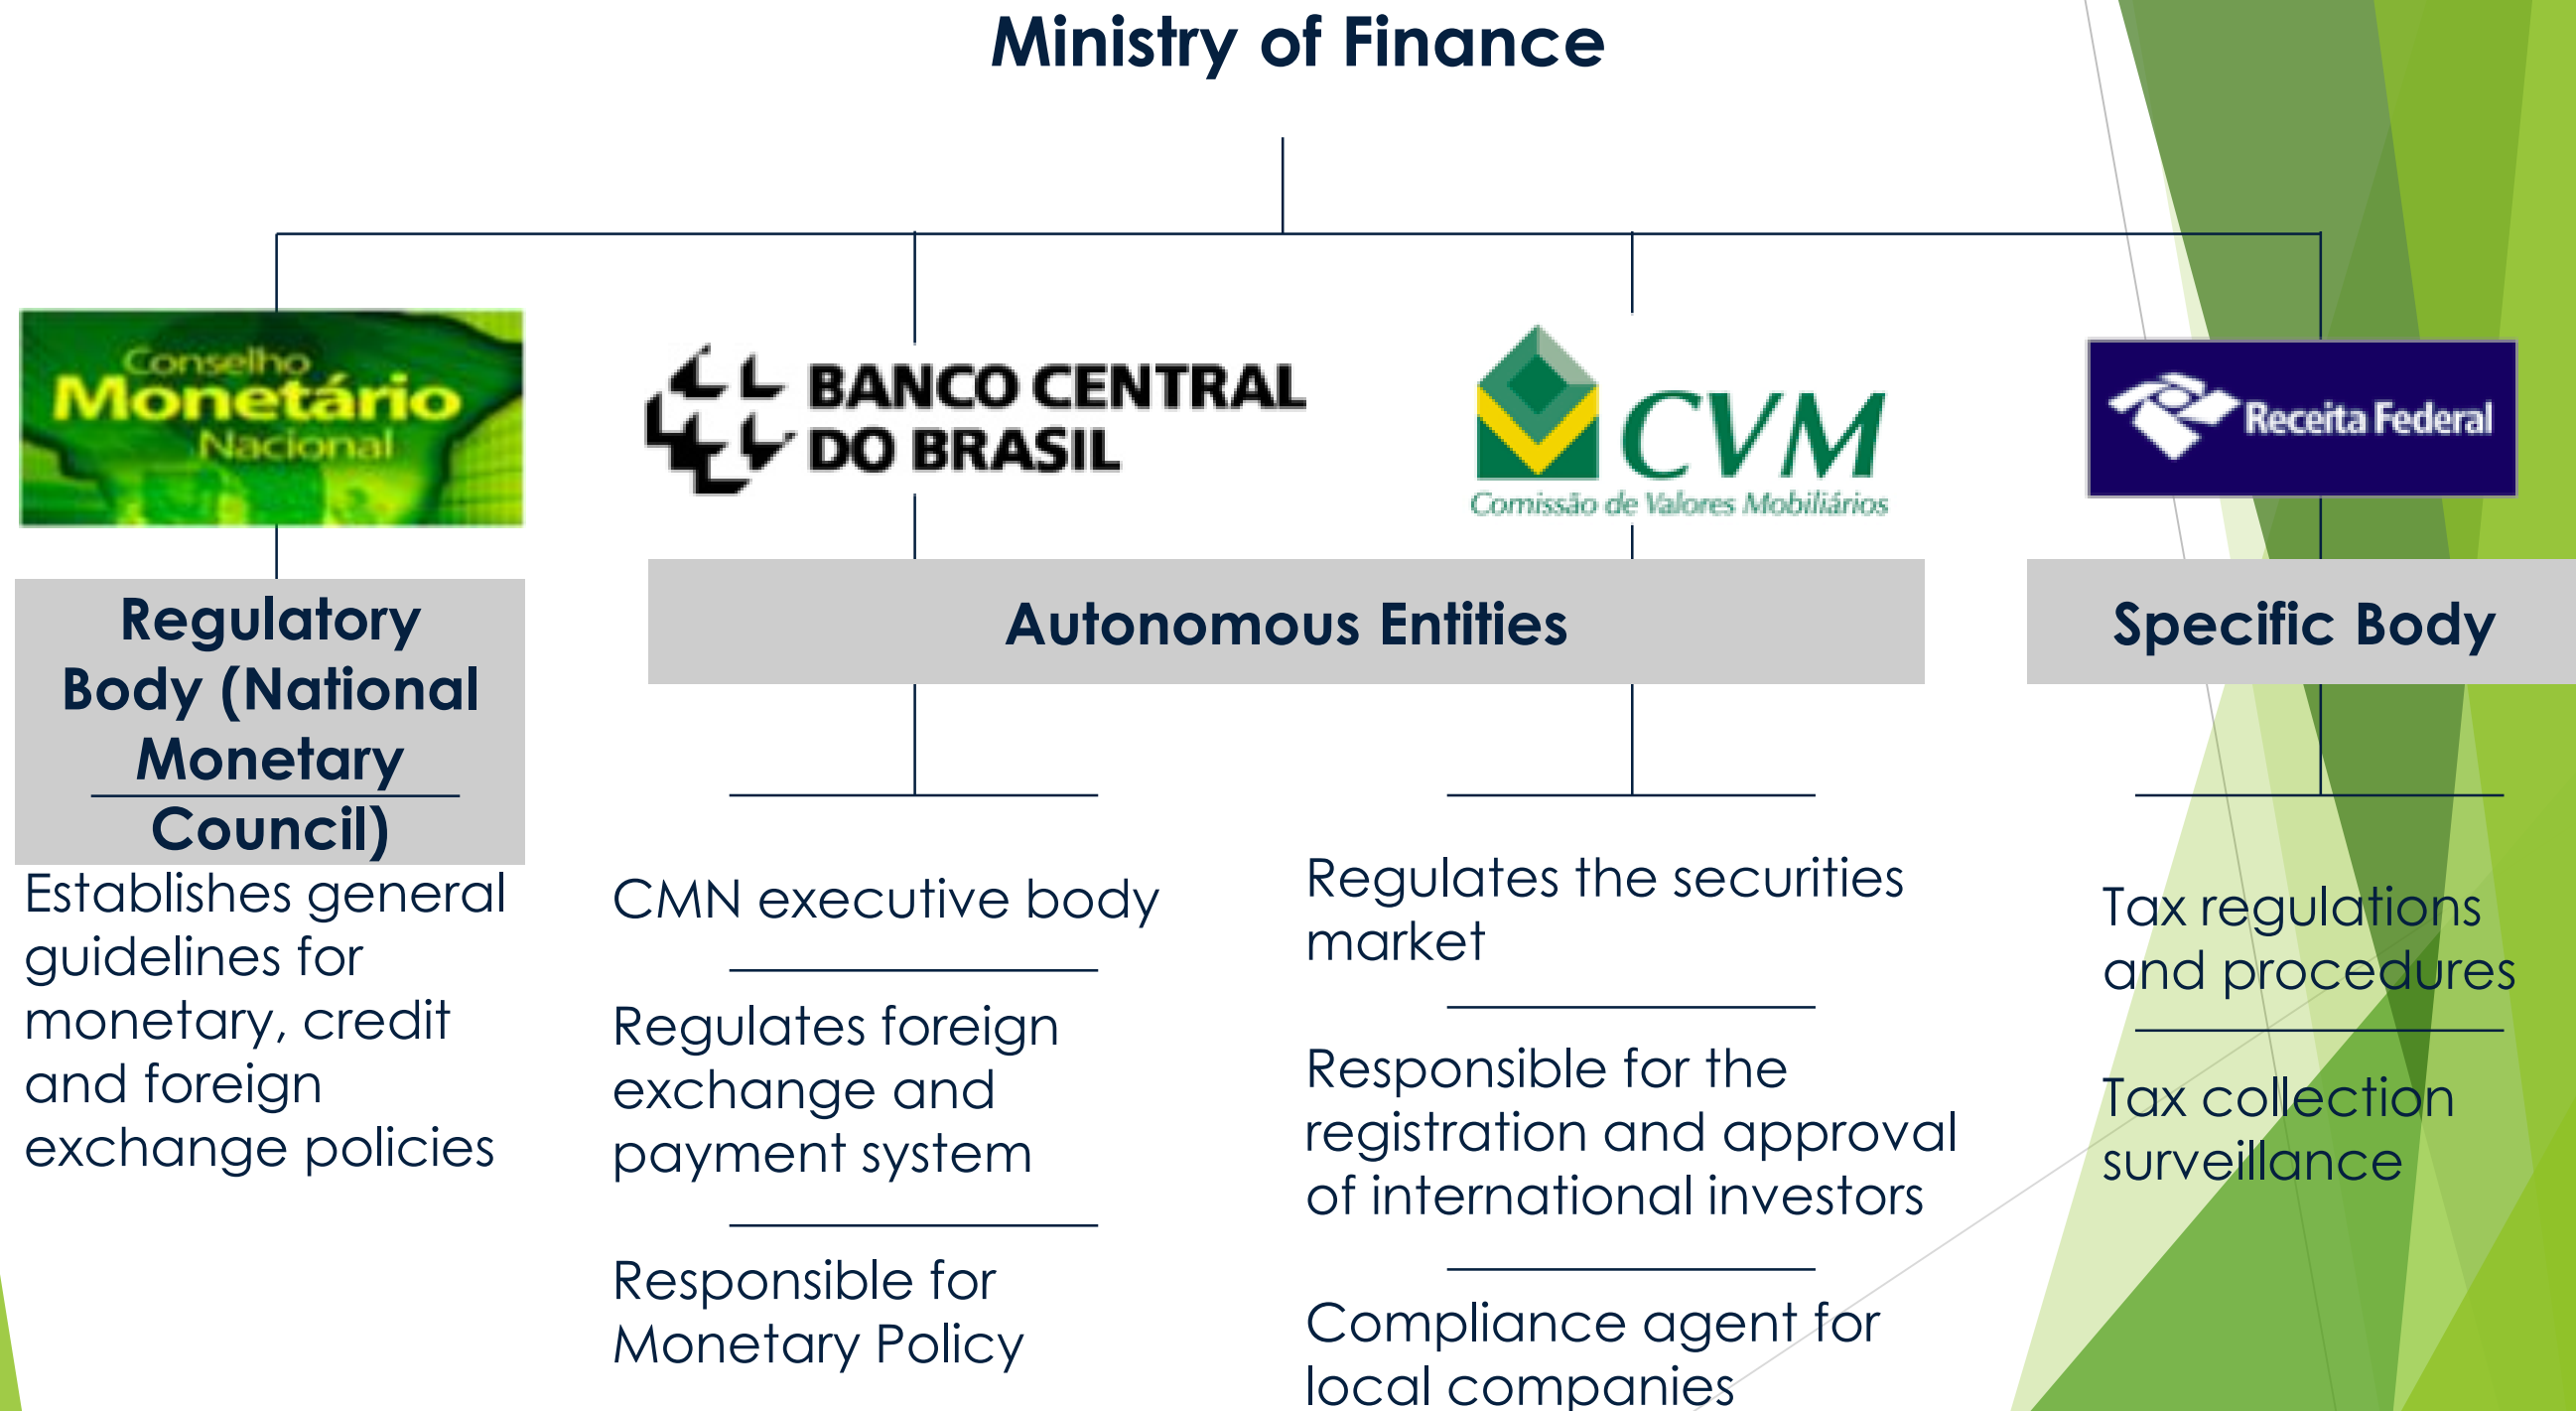 Ministry of Finance
Conselho
Monetário
Nacional
BANCO CENTRAL
DO BRASIL
CVM
Comissão de Valores Mobiliários
Receita Federal
Regulatory
Body (National
Monetary
Council)
Autonomous Entities
Specific Body
Establishes general
guidelines for
monetary, credit
and foreign
exchange policies
CMN executive body
Regulates foreign
exchange and
payment system
Responsible for
Monetary Policy
Regulates the securities
market
Responsible for the
registration and approval
of international investors
Compliance agent for
local companies
Tax regulations
and procedures
Tax collection
surveillance